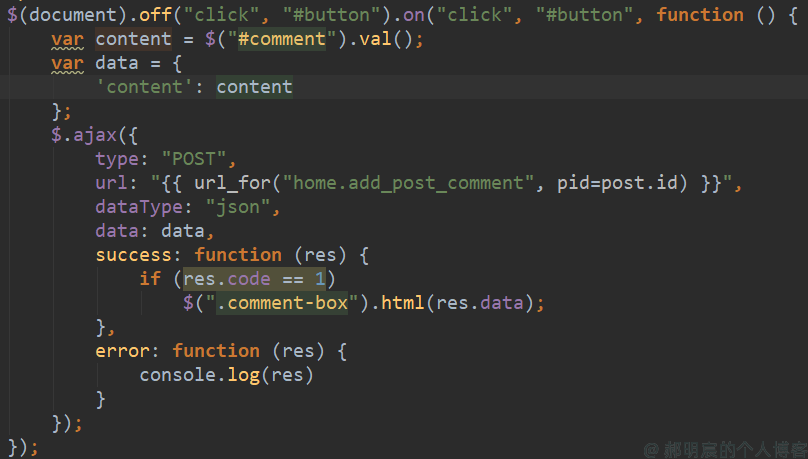 $(document).off("click", "#button").on("click", "#button", function () {
    var content = $("#comment").val();
    var data = {
        'content': content
    };
    $.ajax({
        type: "POST",
        url: "{{ url_for("home.add_post_comment", pid=post.id) }}",
        dataType: "json",
        data: data,
        success: function (res) {
            if (res.code == 1)
                $(".comment-box").html(res.data);
        },
        error: function (res) {
            console.log(res)
        }
    });
});
@郝明宸的个人博客